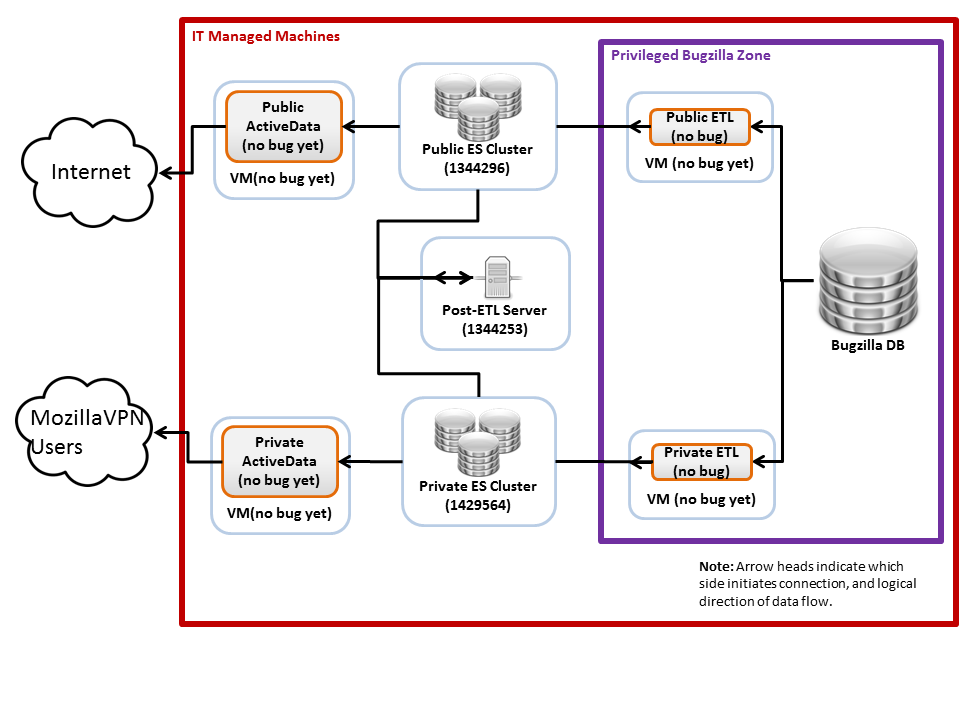 IT Managed Machines
Privileged Bugzilla Zone
Public
ActiveData
(no bug yet)
VM(no bug yet)
Public ES Cluster
(1344296)
Public ETL
(no bug)
VM (no bug yet)
Internet
Post-ETL Server
(1344253)
Bugzilla DB
MozillaVPN
Users
Private
ActiveData
(no bug yet)
VM(no bug yet)
Private ES Cluster
(1429564)
Private ETL
(no bug)
VM (no bug yet)
Note: Arrow heads indicate which
side initiates connection, and logical
direction of data flow.